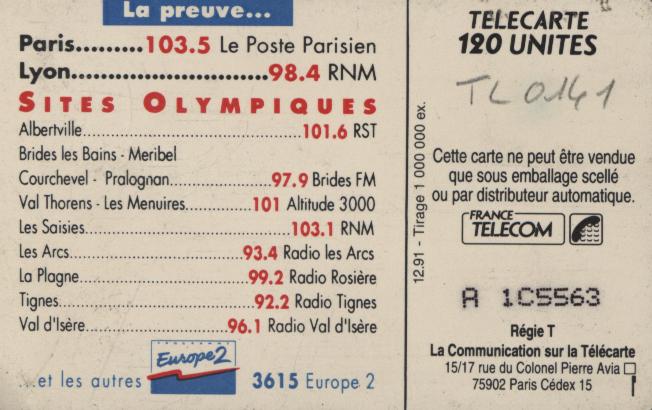 La preuve...
Paris.........103.5 Le Poste Parisien
Lyon...........................98.4 RNM
SITES OLYMPIQUES
Albertville...............................................101.6 RST
Brides les Bains - Meribel
Courchevel - Pralognan......................97.9 Brides FM
Val Thorens - Les Menuires..............101 Altitude 3000
Les Saisies............................................103.1 RNM
Les Arcs.....................................93.4 Radio les Arcs
La Plagne....................................99.2 Radio Rosière
Tignes..........................................92.2 Radio Tignes
Val d'Isère...............................96.1 Radio Val d'Isère
...et les autres Europe 2 3615 Europe 2
12.91 - Tirage 1 000 000 ex.
TELECARTE
120 UNITES
TL0141
Cette carte ne peut être vendue
que sous emballage scellé
ou par distributeur automatique.
FRANCE
TELECOM
A 1C5563
Régie T
La Communication sur la Télécarte
15/17 rue du Colonel Pierre Avia
75902 Paris Cédex 15